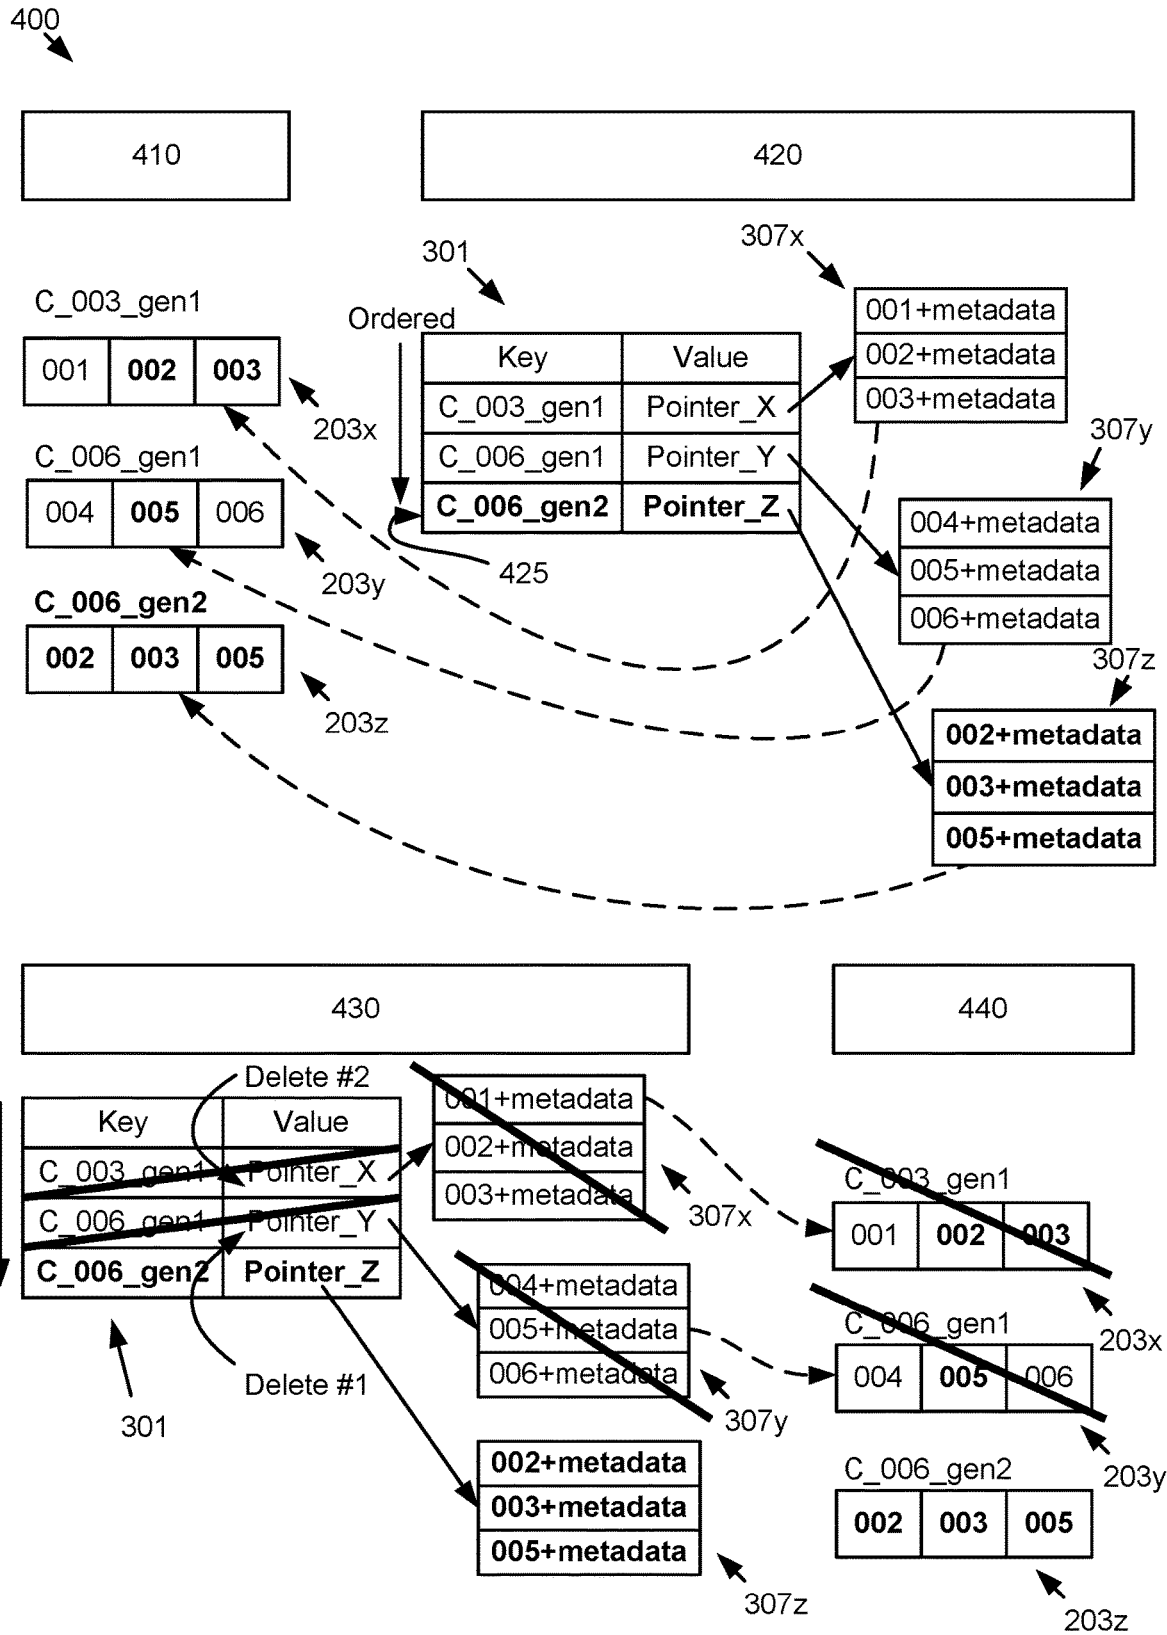 400
410
420
301
307x
C_003_gen1
001 002 003
203x
Ordered
Key Value
C_003_gen1 Pointer_X
C_006_gen1 Pointer_Y
C_006_gen2 Pointer_Z
425
001+metadata
002+metadata
003+metadata
307y
C_006_gen1
004 005 006
203y
004+metadata
005+metadata
006+metadata
307z
C_006_gen2
002 003 005
203z
002+metadata
003+metadata
005+metadata
430
440
Delete #2
Key Value
C_003_gen1 Pointer_X
C_006_gen1 Pointer_Y
C_006_gen2 Pointer_Z
Delete #1
301
001+metadata
002+metadata
003+metadata
307x
004+metadata
005+metadata
006+metadata
307y
002+metadata
003+metadata
005+metadata
307z
C_003_gen1
001 002 003
203x
C_006_gen1
004 005 006
203y
C_006_gen2
002 003 005
203z